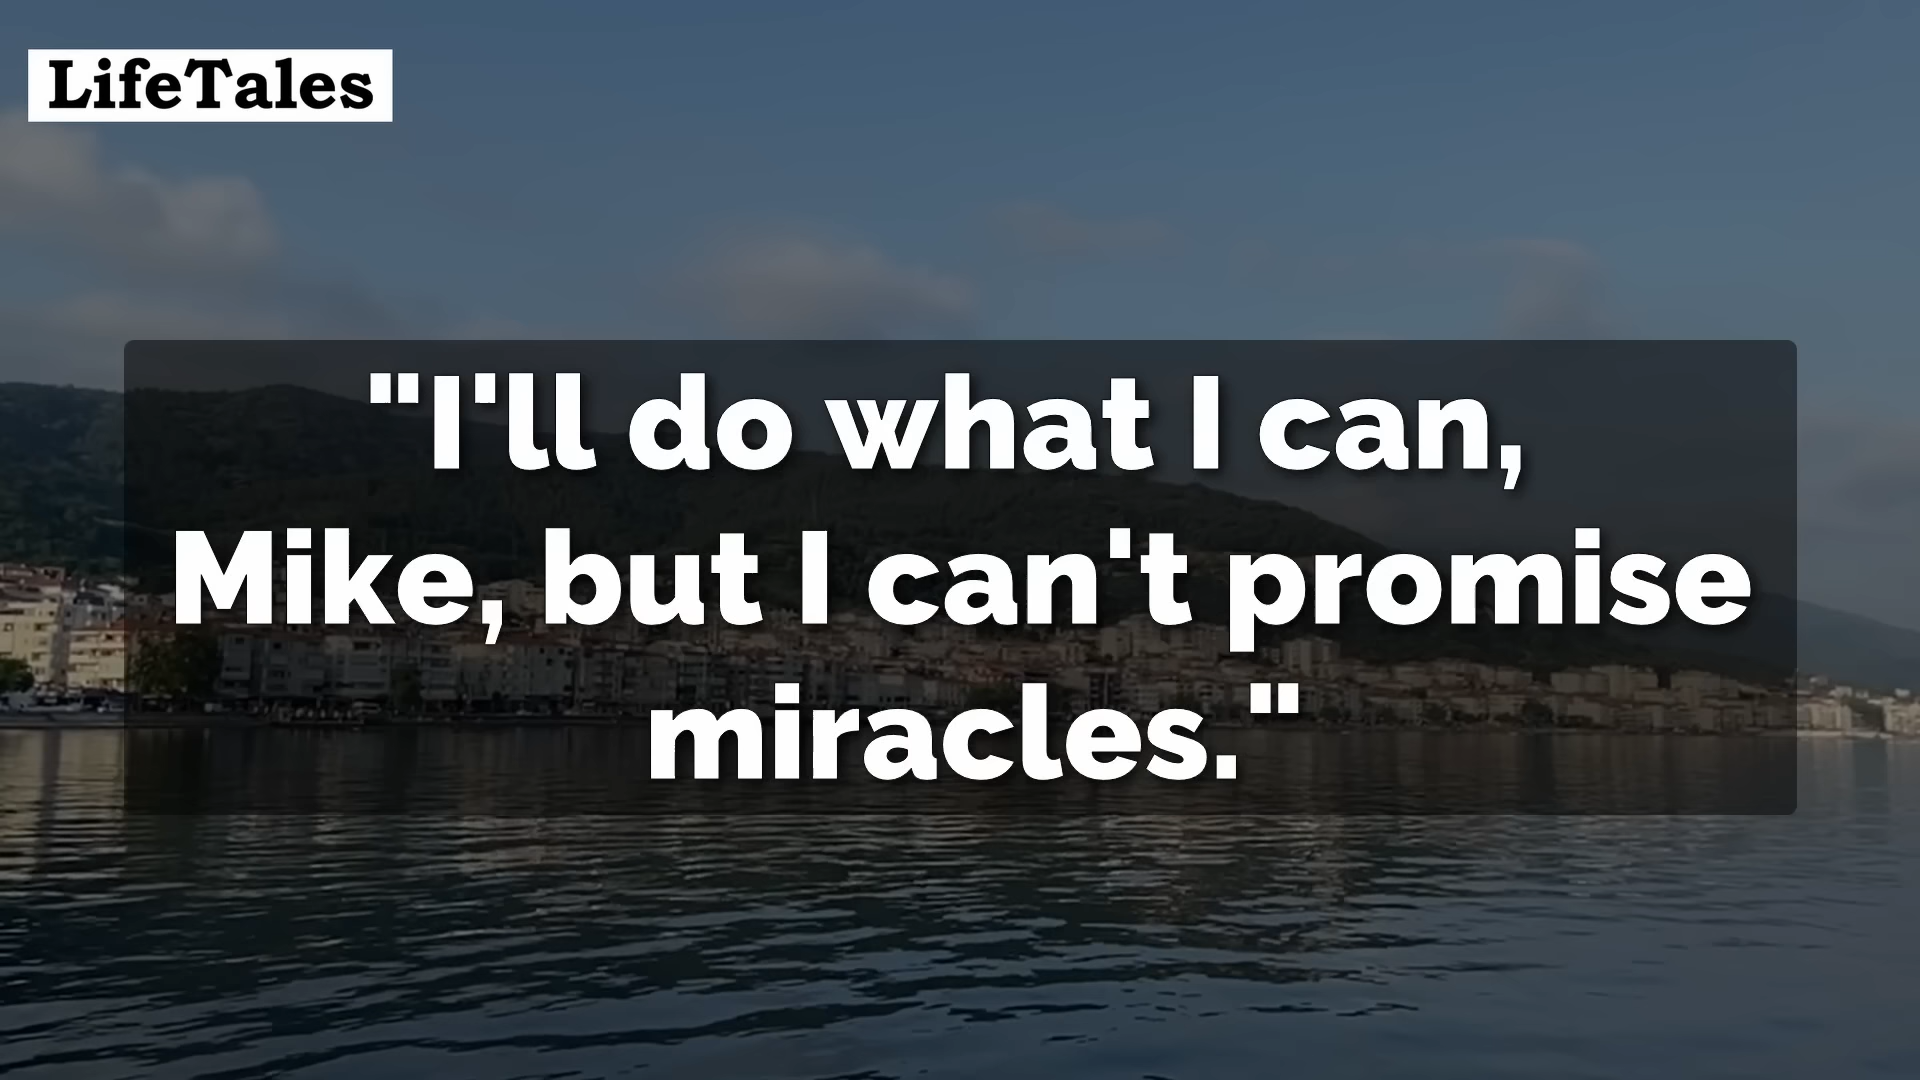 LifeTales
"I'll do what I can,
Mike, but I can't promise
miracles."